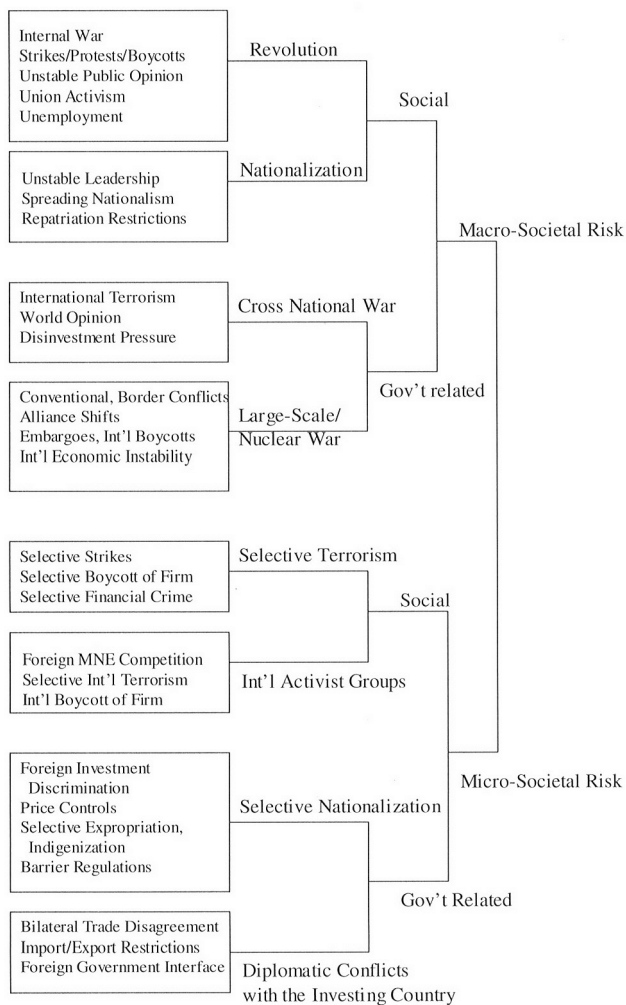 Internal War
Strikes/Protests/Boycotts
Unstable Public Opinion
Union Activism
Unemployment
Revolution
Social
Unstable Leadership
Spreading Nationalism
Repatriation Restrictions
Nationalization
Macro-Societal Risk
International Terrorism
World Opinion
Disinvestment Pressure
Cross National War
Gov't related
Conventional, Border Conflicts
Alliance Shifts
Embargoes, Int'l Boycotts
Int'l Economic Instability
Large-Scale/
Nuclear War
Selective Strikes
Selective Boycott of Firm
Selective Financial Crime
Selective Terrorism
Social
Foreign MNE Competition
Selective Int'l Terrorism
Int'l Boycott of Firm
Int'l Activist Groups
Micro-Societal Risk
Foreign Investment
Discrimination
Price Controls
Selective Expropriation,
Indigenization
Barrier Regulations
Selective Nationalization
Gov't Related
Bilateral Trade Disagreement
Import/Export Restrictions
Foreign Government Interface
Diplomatic Conflicts
with the Investing Country